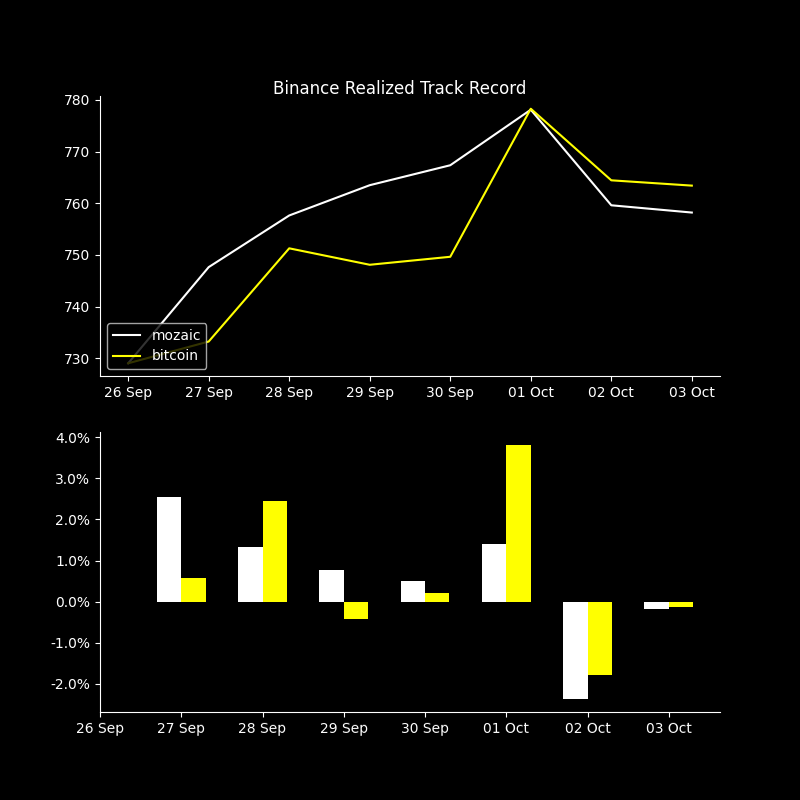 Binance Realized Track Record
780
770
760
750
740
730
mozaic
bitcoin
26 Sep 27 Sep 28 Sep 29 Sep 30 Sep 01 Oct 02 Oct 03 Oct
4.0%
3.0%
2.0%
1.0%
0.0%
-1.0%
-2.0%
26 Sep 27 Sep 28 Sep 29 Sep 30 Sep 01 Oct 02 Oct 03 Oct